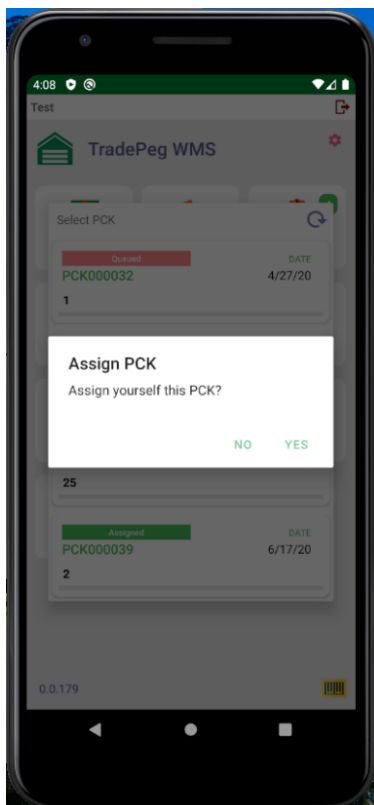 4:08
Test
TradePeg WMS
Select PCK
Queued
DATE
PCK000032
4/27/20
1
Assign PCK
Assign yourself this PCK?
NO
YES
25
Assigned
DATE
PCK000039
6/17/20
2
0.0.179